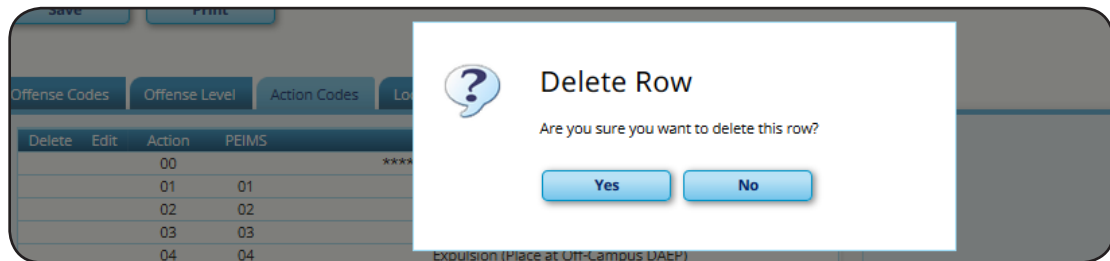 Save Print
Delete Row
Are you sure you want to delete this row?
Yes No
Offense Codes Offense Level Action Codes Loc
Delete Edit Action PEIMS
00 ****
01 01
02 02
03 03
04 04 Expulsion (Place at Off-Campus DAEP)